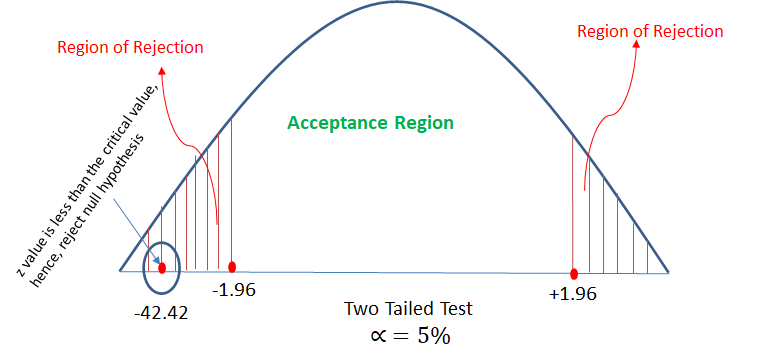 Region of Rejection
Region of Rejection
z value is less than the critical value,
hence, reject null hypothesis
Acceptance Region
-42.42
-1.96
+1.96
Two Tailed Test
∝ = 5%